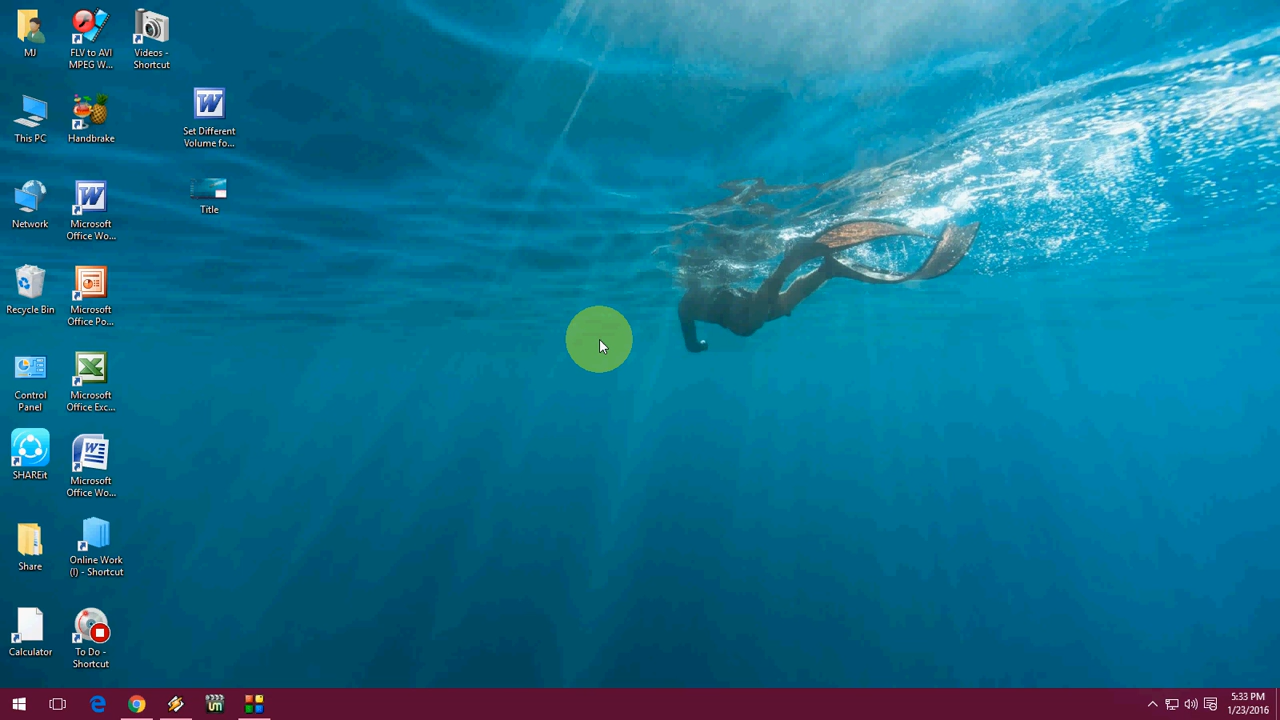 MJ
FLV to AVI
MPEG W...
Videos -
Shortcut
This PC
Handbrake
Set Different
Volume fo...
Network
Microsoft
Office Wo...
Title
Recycle Bin
Microsoft
Office Po...
Control
Panel
Microsoft
Office Exc...
SHAREit
Microsoft
Office Wo...
Share
Online Work
(I) - Shortcut
Calculator
To Do -
Shortcut
5:33 PM
1/23/2016